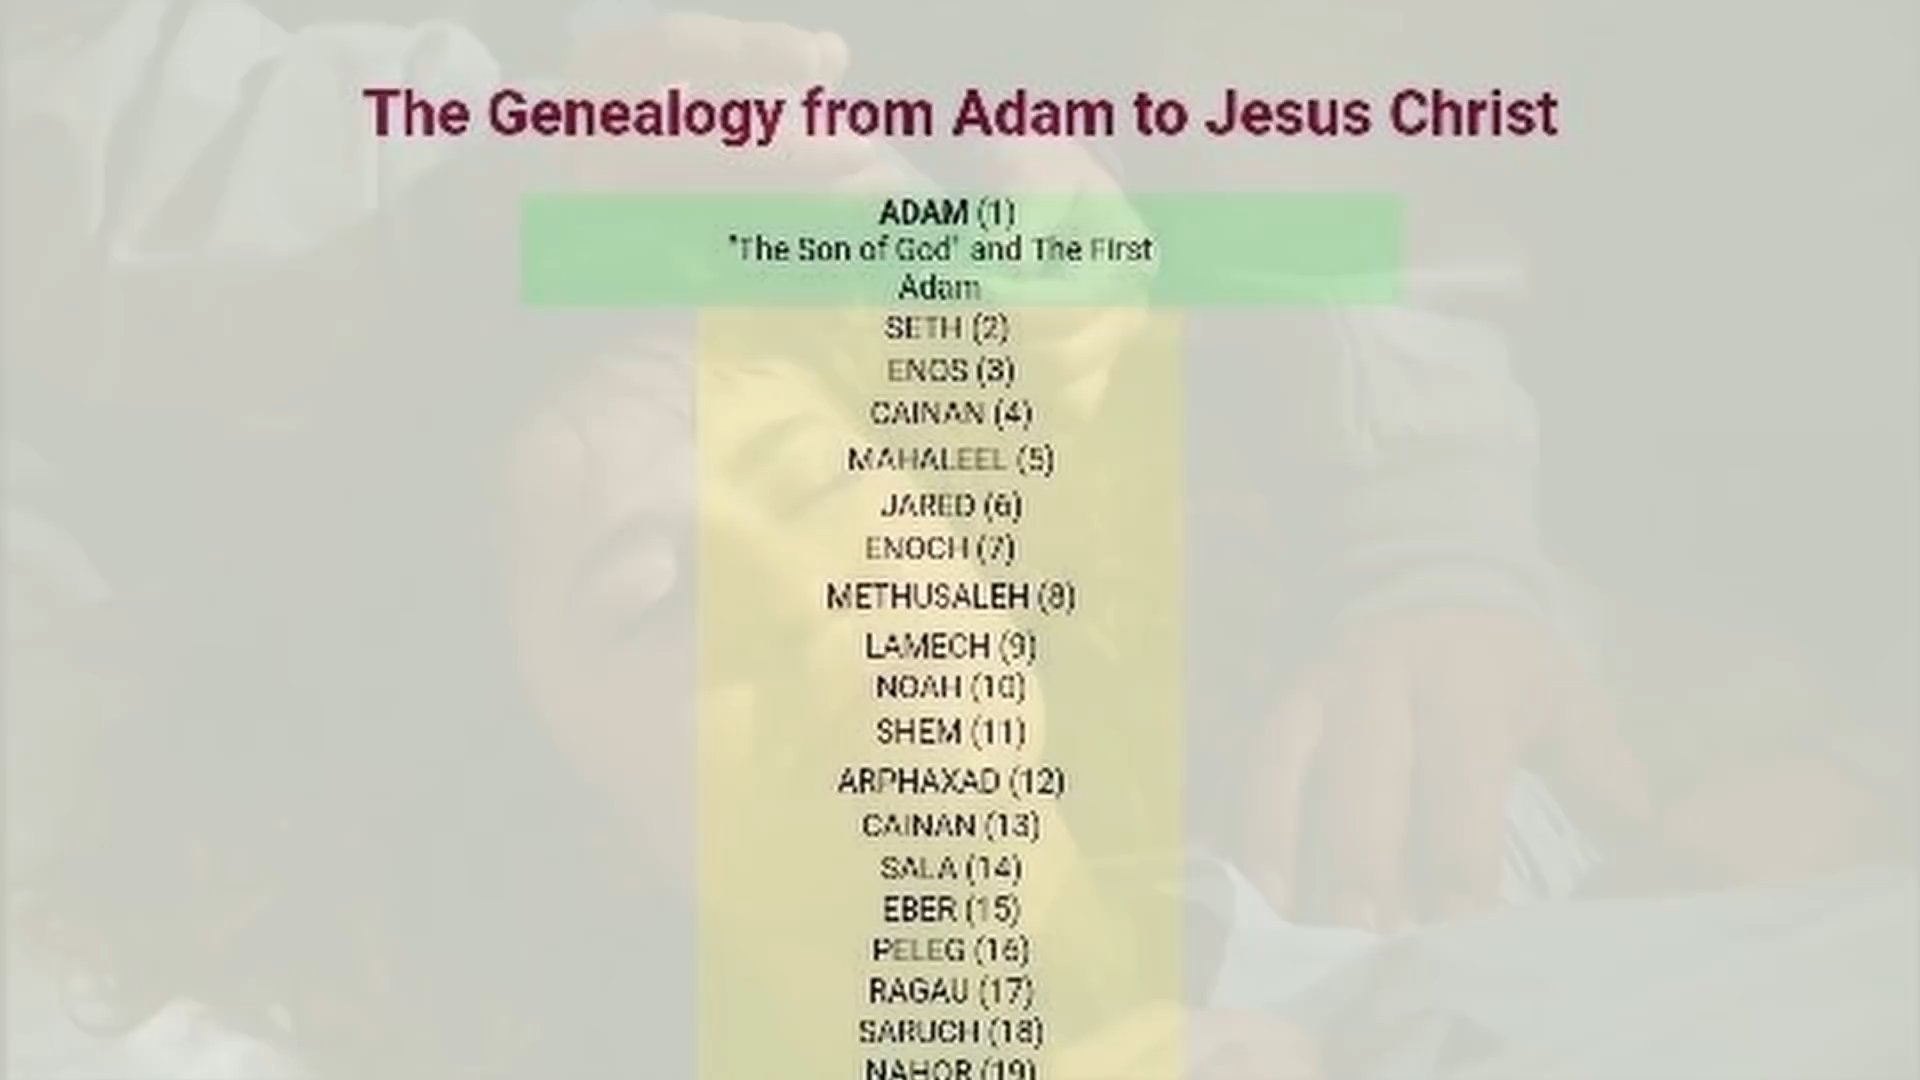 The Genealogy from Adam to Jesus Christ
ADAM (1)
"The Son of God" and The First
Adam
SETH (2)
ENOS (3)
CAINAN (4)
MAHALEEL (5)
JARED (6)
ENOCH (7)
METHUSALEH (8)
LAMECH (9)
NOAH (10)
SHEM (11)
ARPHAXAD (12)
CAINAN (13)
SALA (14)
EBER (15)
PELEG (16)
RAGAU (17)
SARUCH (18)
NAHOR (19)